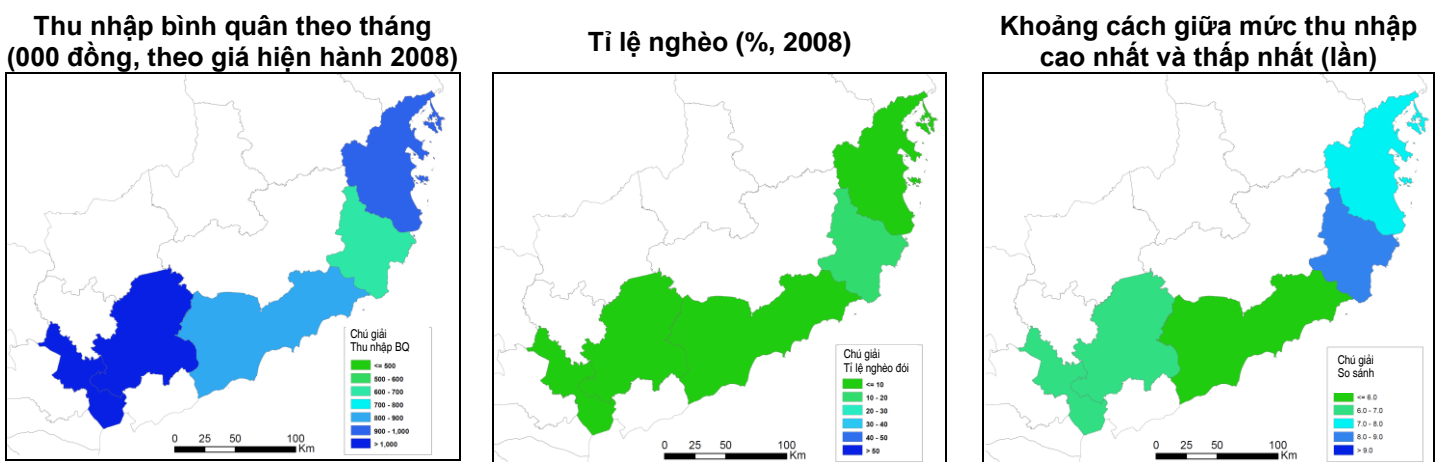 Thu nhập bình quân theo tháng
(000 đồng, theo giá hiện hành 2008)
Chú giải
Thu nhập BQ
<= 500
500 - 600
600 - 700
700 - 800
800 - 900
900 - 1,000
> 1,000
0 25 50 100
Km
Tỉ lệ nghèo (%, 2008)
Chú giải
Tỉ lệ nghèo đói
<= 10
10 - 20
20 - 30
30 - 40
40 - 50
> 50
0 25 50 100
Km
Khoảng cách giữa mức thu nhập
cao nhất và thấp nhất (lần)
Chú giải
So sánh
<= 6.0
6.0 - 7.0
7.0 - 8.0
8.0 - 9.0
> 9.0
0 25 50 100
Km